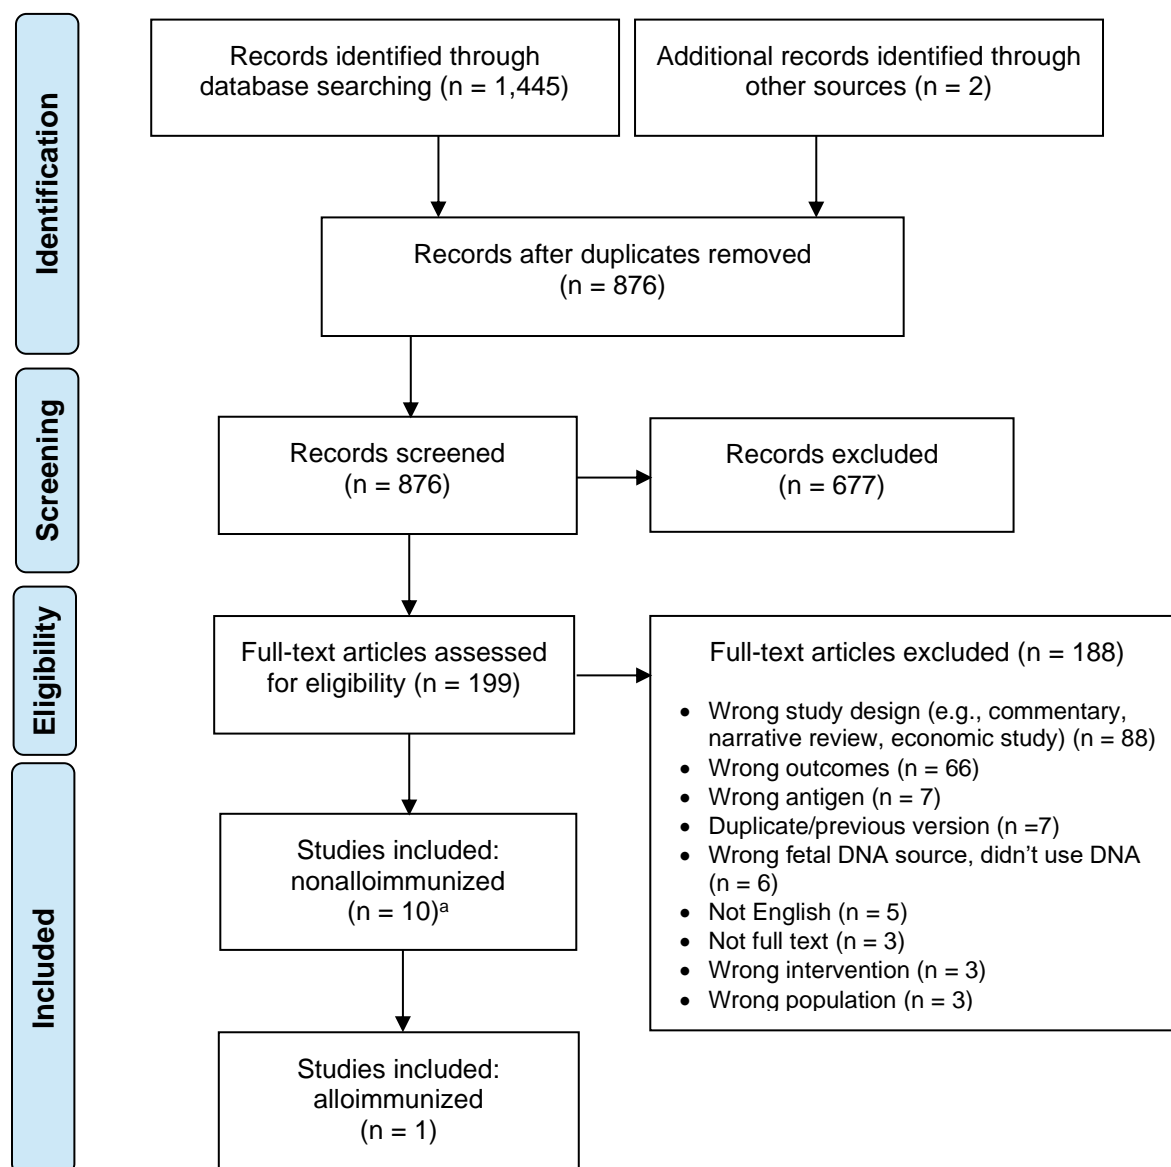 Identification
Records identified through
database searching (n = 1,445)
Additional records identified through
other sources (n = 2)
Records after duplicates removed
(n = 876)
Screening
Records screened
(n = 876)
Records excluded
(n = 677)
Eligibility
Full-text articles assessed
for eligibility (n = 199)
Full-text articles excluded (n = 188)
• Wrong study design (e.g., commentary,
narrative review, economic study) (n = 88)
• Wrong outcomes (n = 66)
• Wrong antigen (n = 7)
• Duplicate/previous version (n =7)
• Wrong fetal DNA source, didn’t use DNA
(n = 6)
• Not English (n = 5)
• Not full text (n = 3)
• Wrong intervention (n = 3)
• Wrong population (n = 3)
Included
Studies included:
nonalloimmunized
(n = 10)ᵃ
Studies included:
alloimmunized
(n = 1)